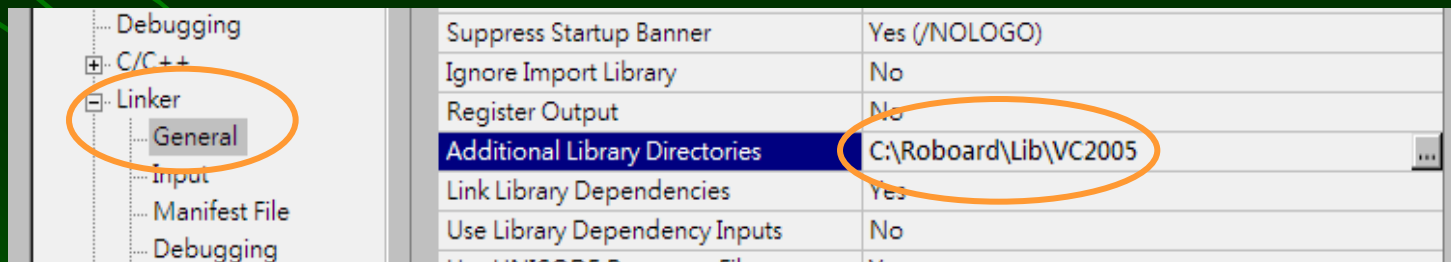 Debugging
C/C++
Linker
General
Input
Manifest File
Debugging
Suppress Startup Banner Yes (/NOLOGO)
Ignore Import Library No
Register Output No
Additional Library Directories C:\Roboard\Lib\VC2005 ...
Link Library Dependencies Yes
Use Library Dependency Inputs No